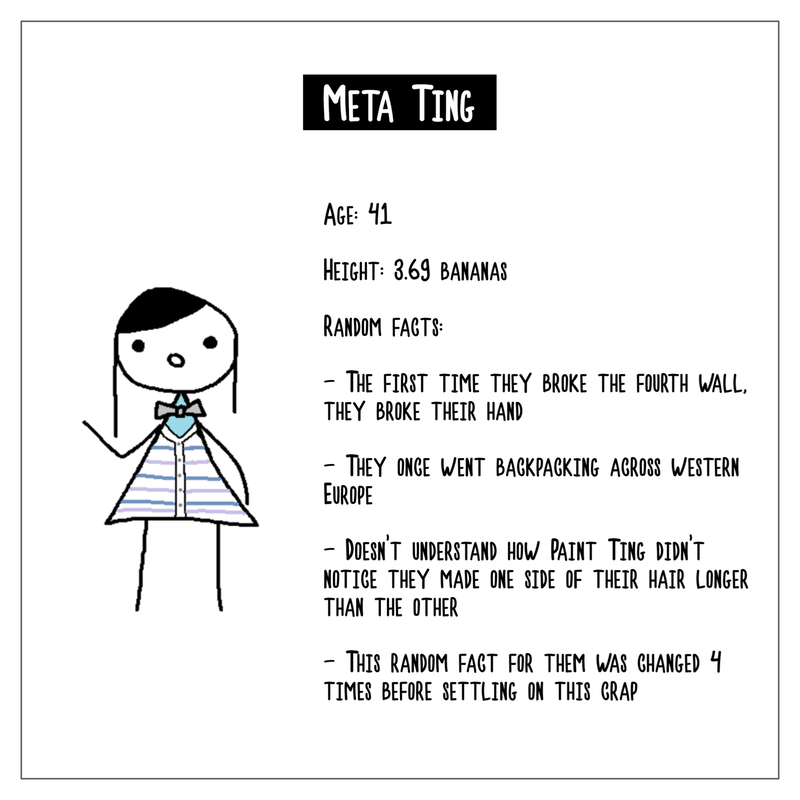 Meta Ting
Age: 41
Height: 3.69 bananas
Random facts:
- The first time they broke the fourth wall,
they broke their hand
- They once went backpacking across Western
Europe
- Doesn't understand how Paint Ting didn't
notice they made one side of their hair longer
than the other
- This random fact for them was changed 4
times before settling on this crap